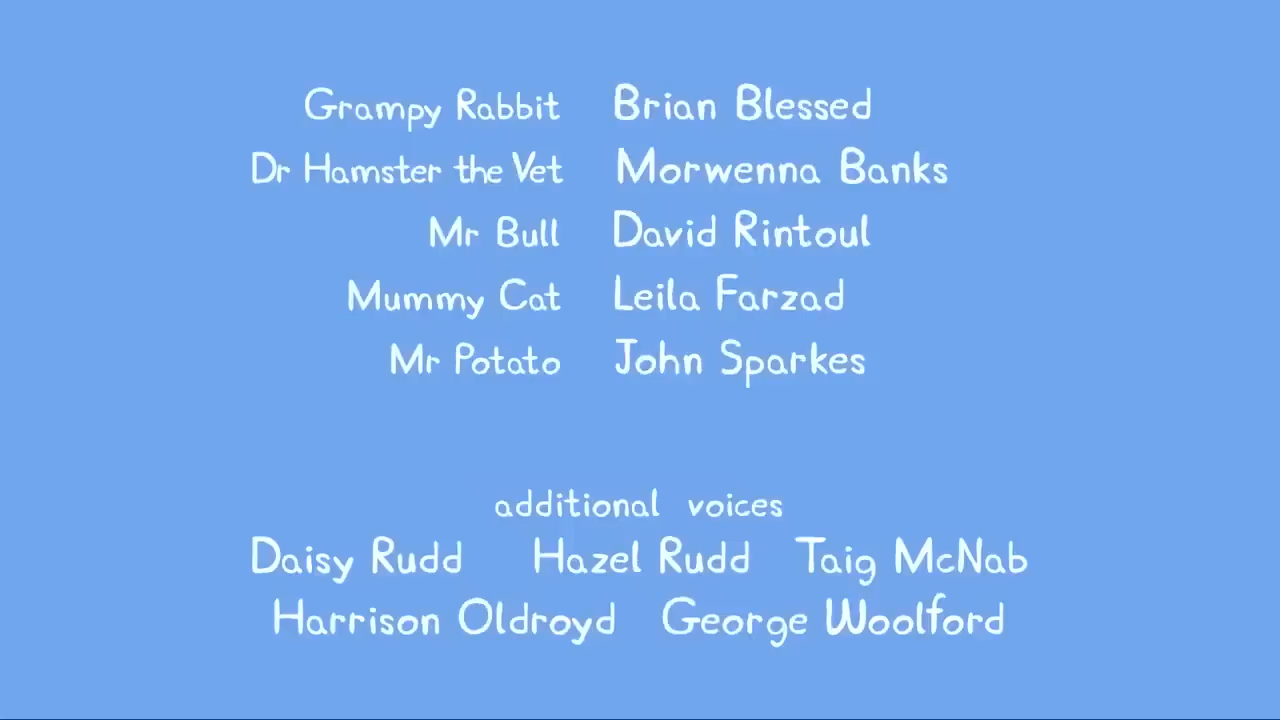 Grampy Rabbit Brian Blessed
Dr Hamster the Vet Morwenna Banks
Mr Bull David Rintoul
Mummy Cat Leila Farzad
Mr Potato John Sparkes
additional voices
Daisy Rudd Hazel Rudd Taig McNab
Harrison Oldroyd George Woolford